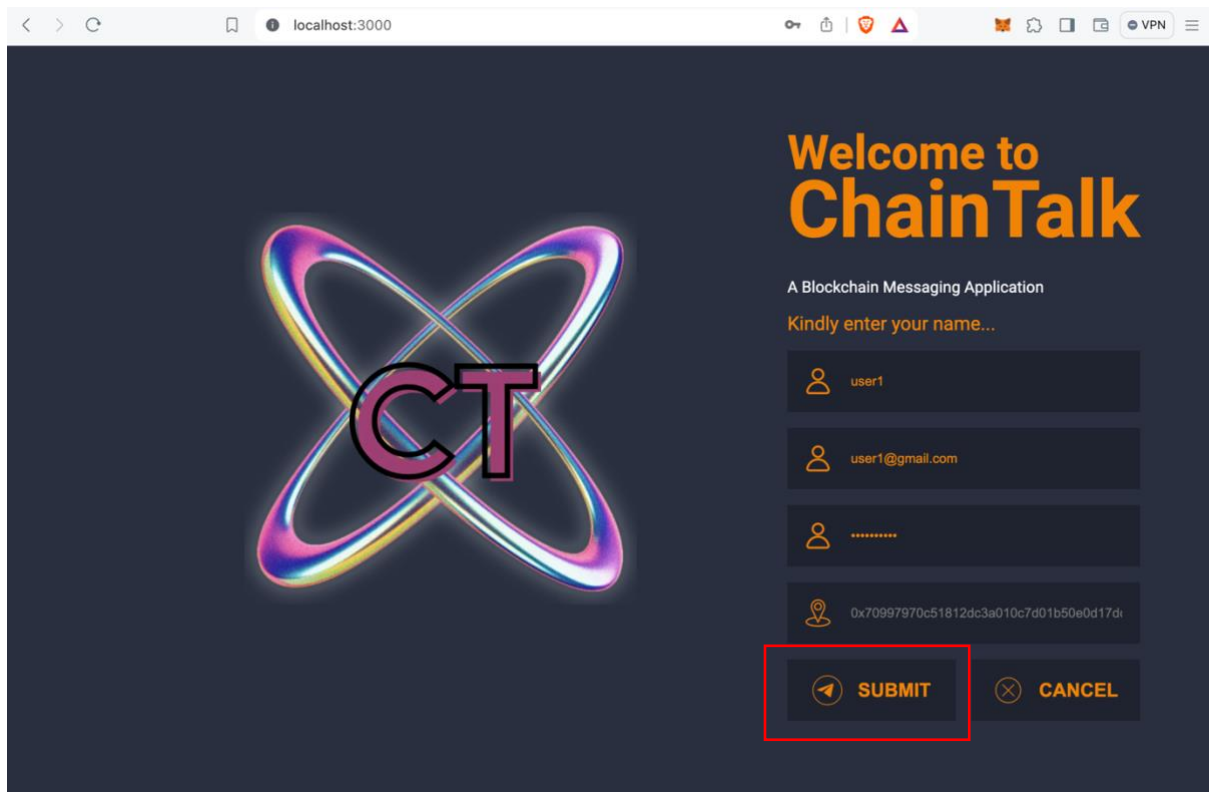 localhost:3000
VPN
Welcome to
ChainTalk
A Blockchain Messaging Application
Kindly enter your name...
CT
user1
user1@gmail.com
••••••••••
0x70997970c51812dc3a010c7d01b50e0d17d
SUBMIT
CANCEL